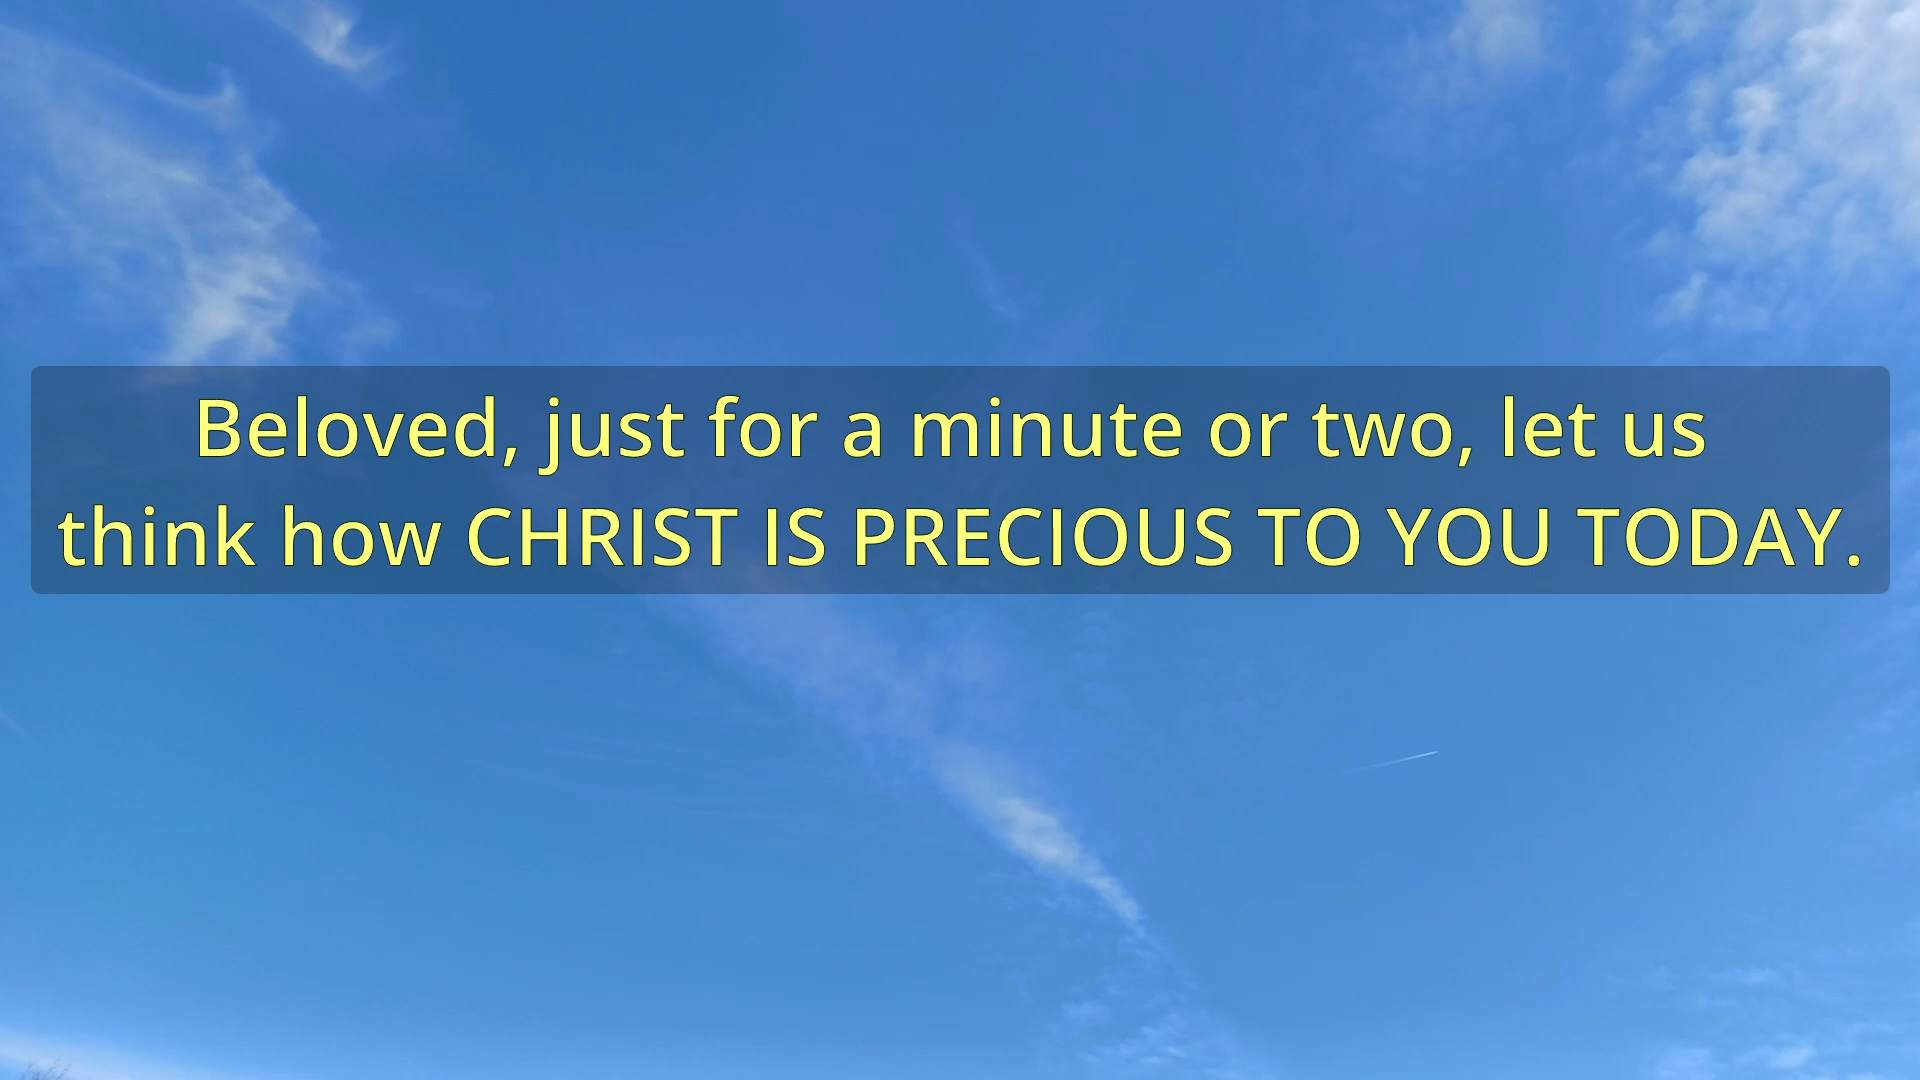 Beloved, just for a minute or two, let us
think how CHRIST IS PRECIOUS TO YOU TODAY.